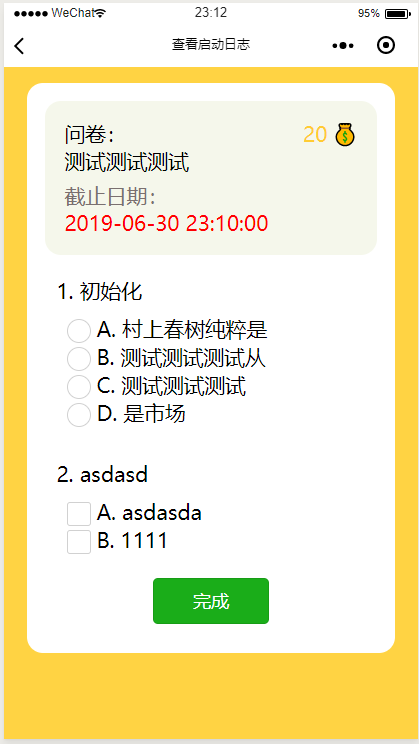 WeChat 23:12 95%
查看启动日志
问卷： 20
测试测试测试
截止日期：
2019-06-30 23:10:00
1. 初始化
A. 村上春树纯粹是
B. 测试测试测试从
C. 测试测试测试
D. 是市场
2. asdasd
A. asdasda
B. 1111
完成